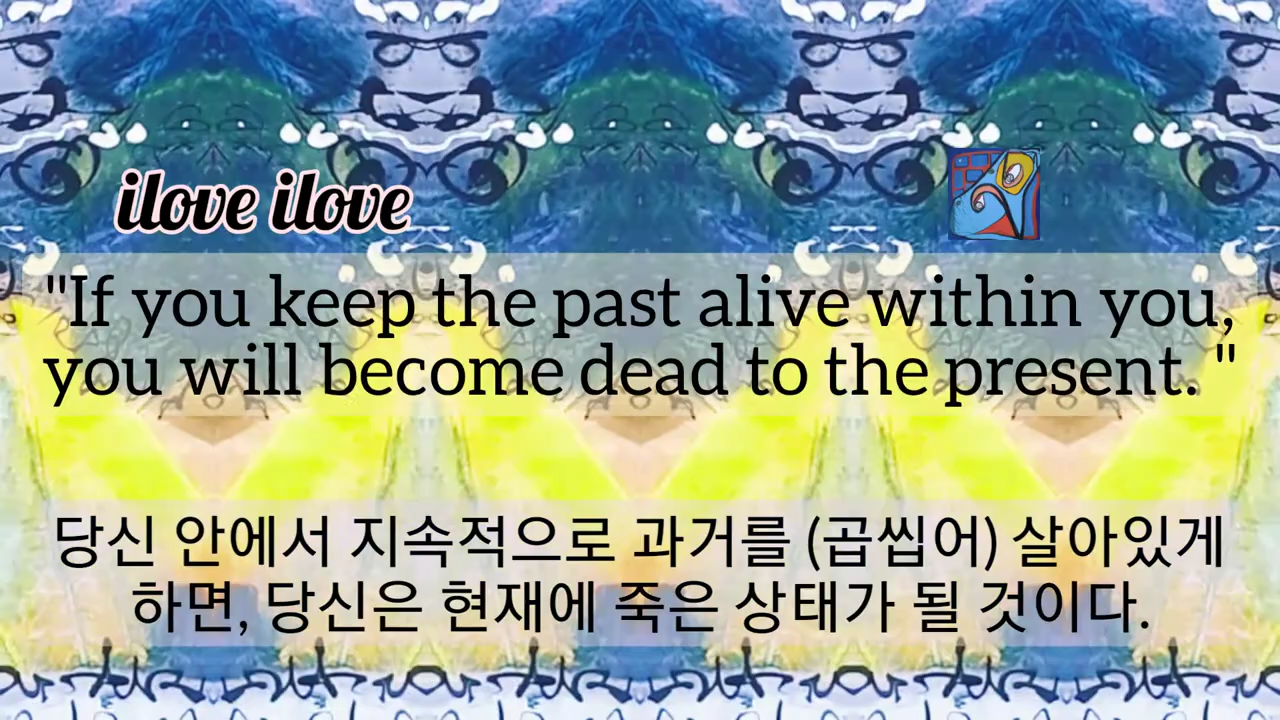 ilove ilove
"If you keep the past alive within you,
you will become dead to the present. "
당신 안에서 지속적으로 과거를 (곱씹어) 살아있게
하면, 당신은 현재에 죽은 상태가 될 것이다.